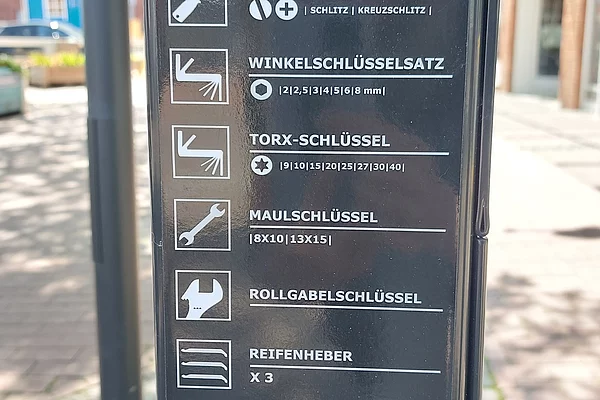 | SCHLITZ | KREUZSCHLITZ |
WINKELSCHLÜSSELSATZ
|2|2,5|3|4|5|6|8 mm|
TORX-SCHLÜSSEL
|9|10|15|20|25|27|30|40|
MAULSCHLÜSSEL
|8X10|13X15|
ROLLGABELSCHLÜSSEL
REIFENHEBER
X 3